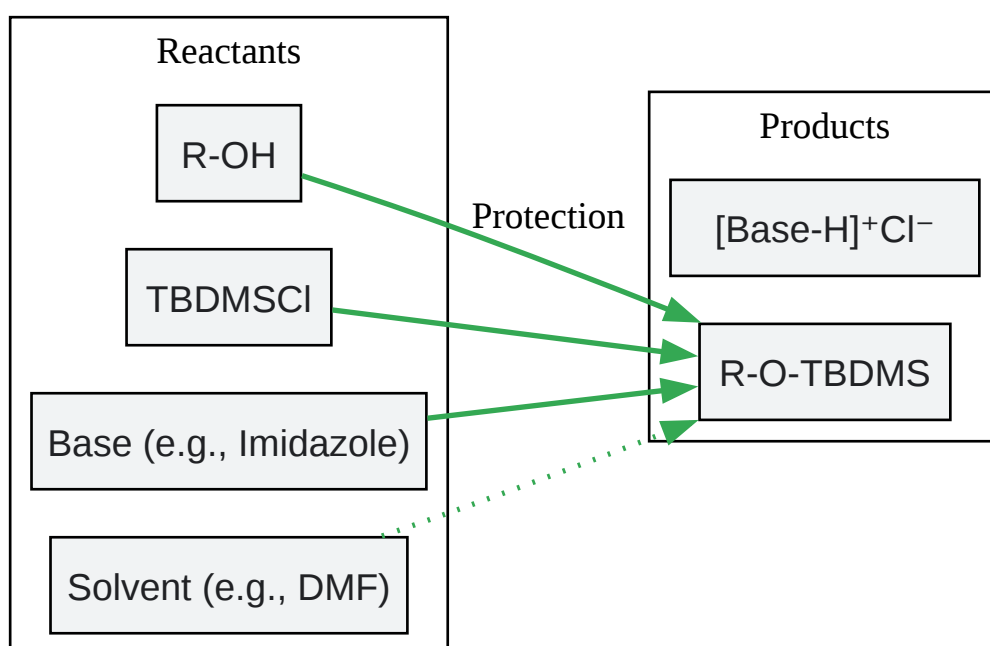 Reactants
R-OH
TBDMSCl
Base (e.g., Imidazole)
Solvent (e.g., DMF)
Protection
Products
[Base-H]⁺Cl⁻
R-O-TBDMS